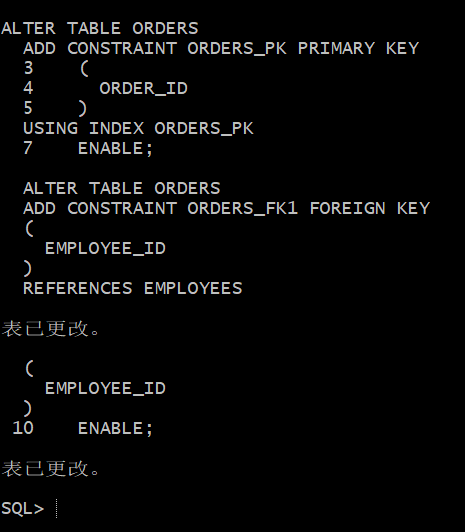 ALTER TABLE ORDERS
  ADD CONSTRAINT ORDERS_PK PRIMARY KEY
  3    (
  4      ORDER_ID
  5    )
  USING INDEX ORDERS_PK
  7    ENABLE;
  ALTER TABLE ORDERS
  ADD CONSTRAINT ORDERS_FK1 FOREIGN KEY
  (
    EMPLOYEE_ID
  )
  REFERENCES EMPLOYEES
表已更改。
  (
    EMPLOYEE_ID
  )
 10    ENABLE;
表已更改。
SQL>